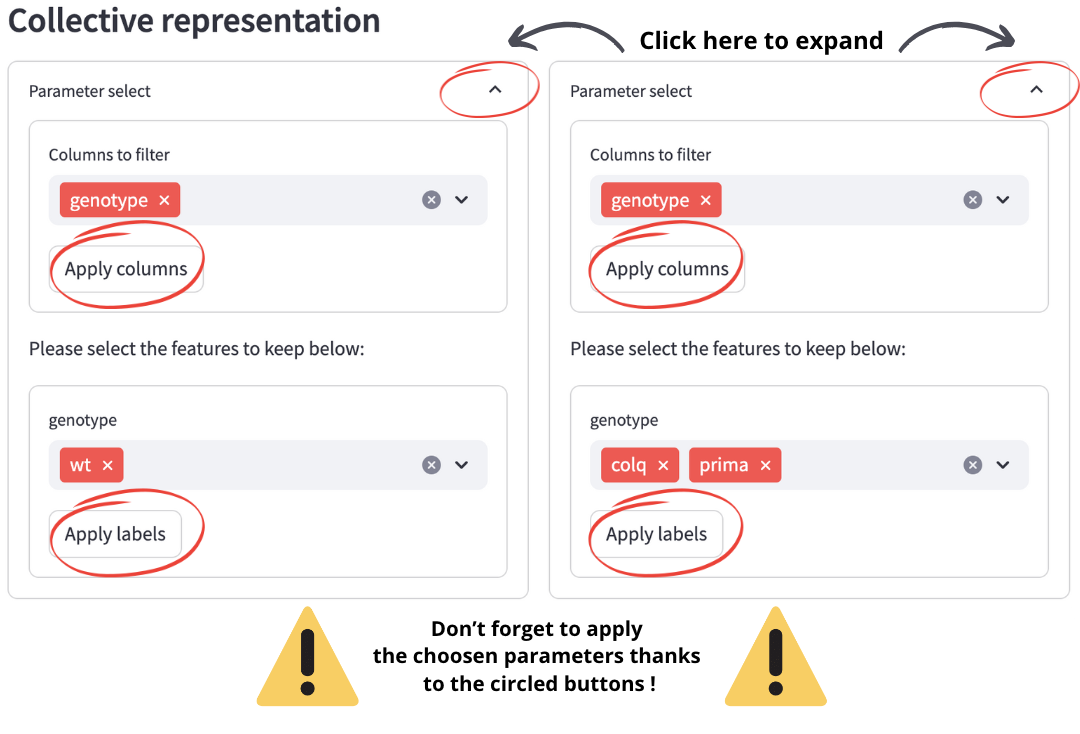 Collective representation
Click here to expand
Parameter select
Columns to filter
genotype ×
Apply columns
Please select the features to keep below:
genotype
wt ×
Apply labels
Parameter select
Columns to filter
genotype ×
Apply columns
Please select the features to keep below:
genotype
colq × prima ×
Apply labels
Don’t forget to apply
the choosen parameters thanks
to the circled buttons !